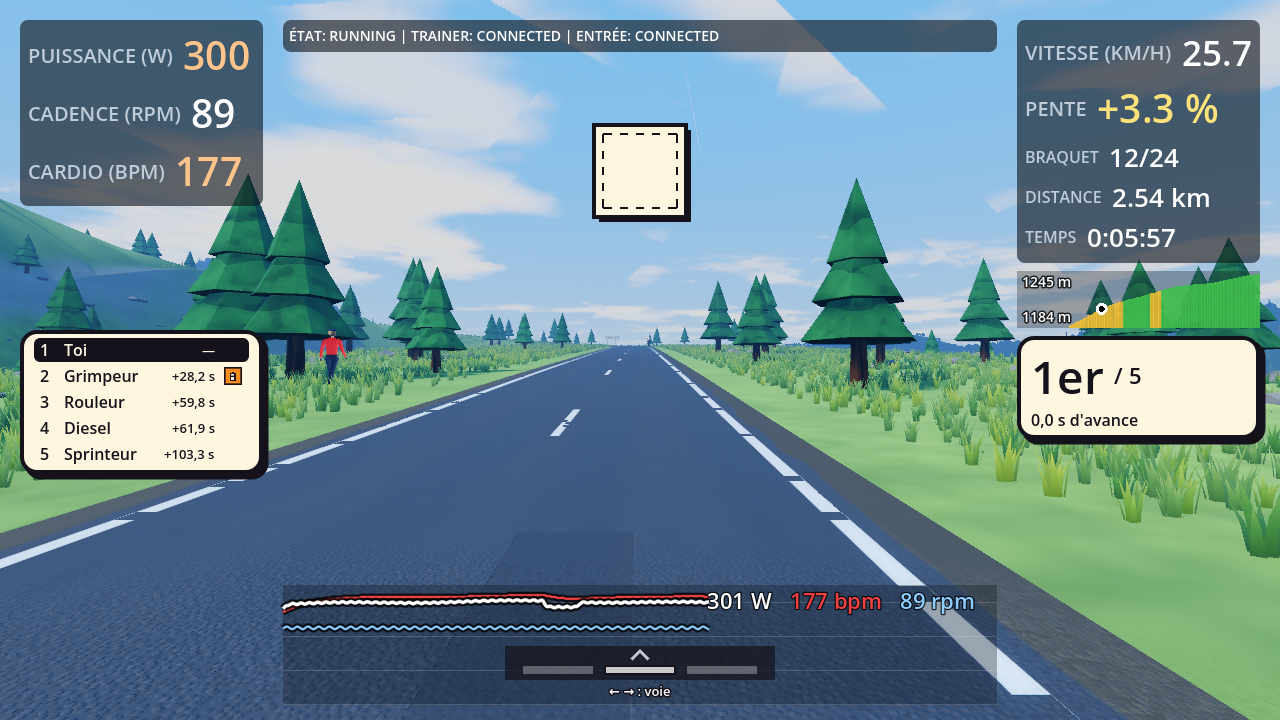 PUISSANCE (W) 300
CADENCE (RPM) 89
CARDIO (BPM) 177
ÉTAT: RUNNING | TRAINER: CONNECTED | ENTRÉE: CONNECTED
VITESSE (KM/H) 25.7
PENTE +3.3 %
BRAQUET 12/24
DISTANCE 2.54 km
TEMPS 0:05:57
1245 m
1184 m
1 Toi —
2 Grimpeur +28,2 s
3 Rouleur +59,8 s
4 Diesel +61,9 s
5 Sprinteur +103,3 s
1er / 5
0,0 s d'avance
301 W 177 bpm 89 rpm
←→: voie